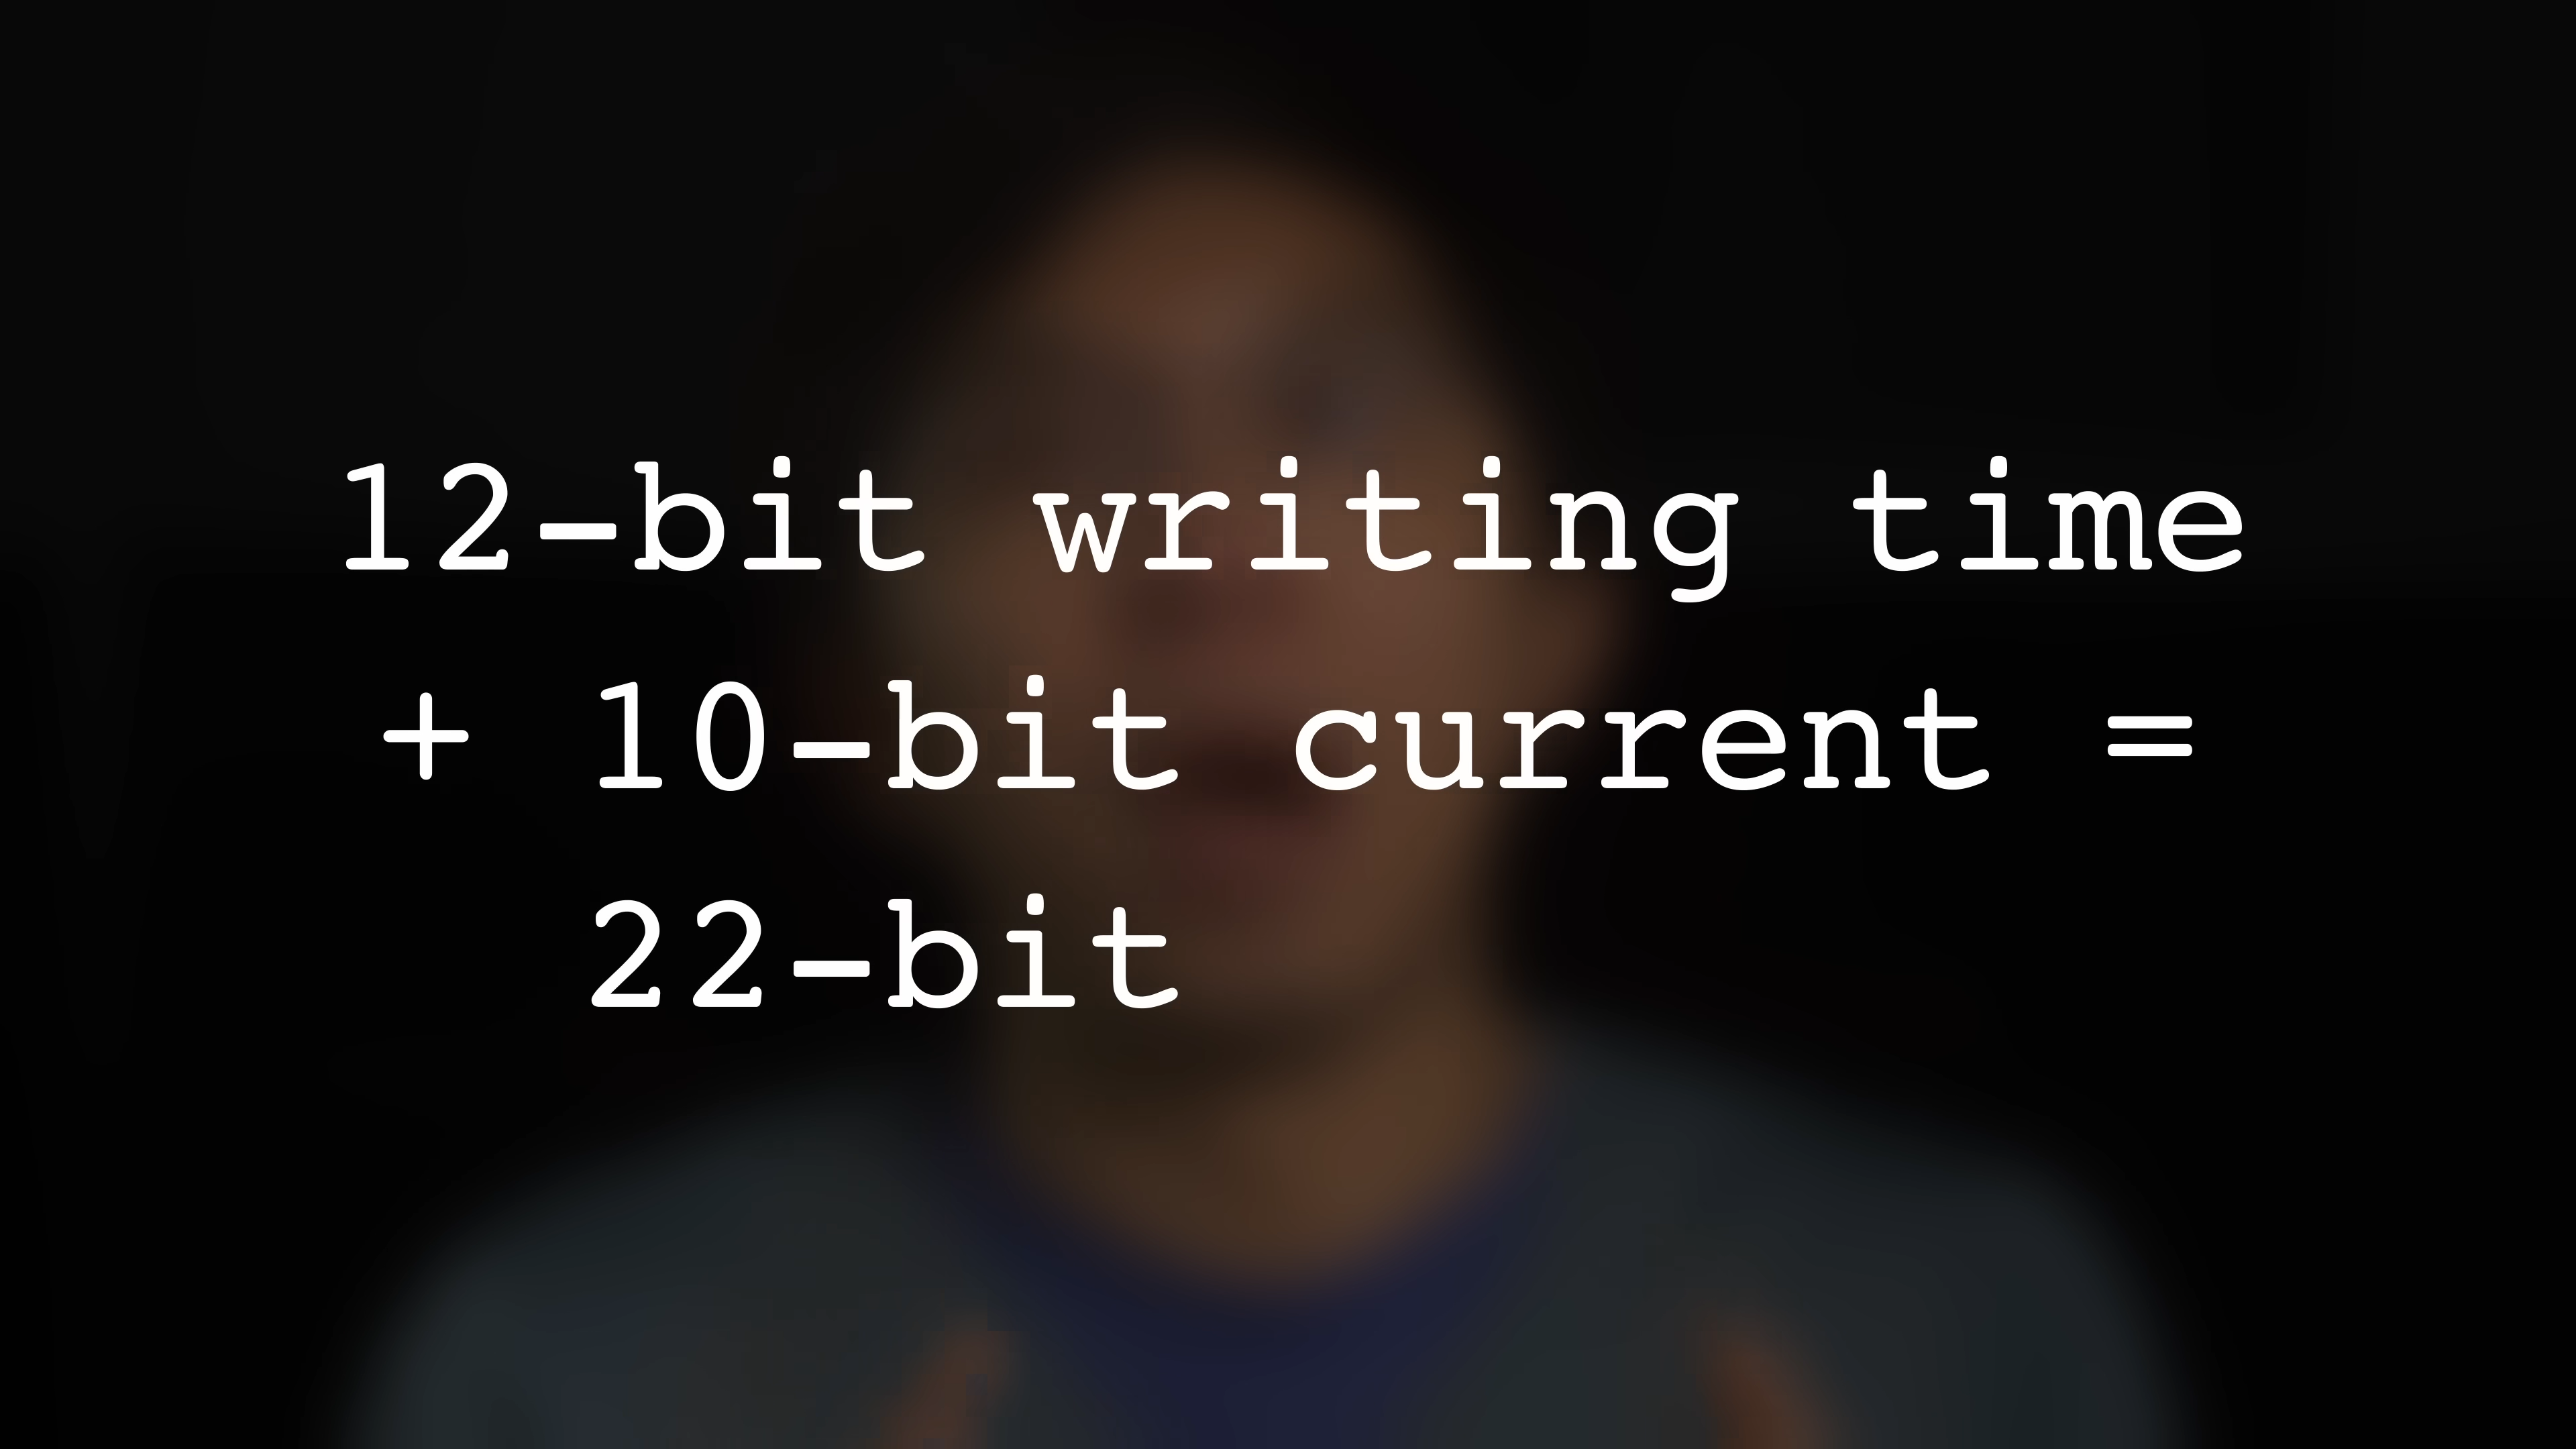 12-bit writing time
+ 10-bit current =
22-bit